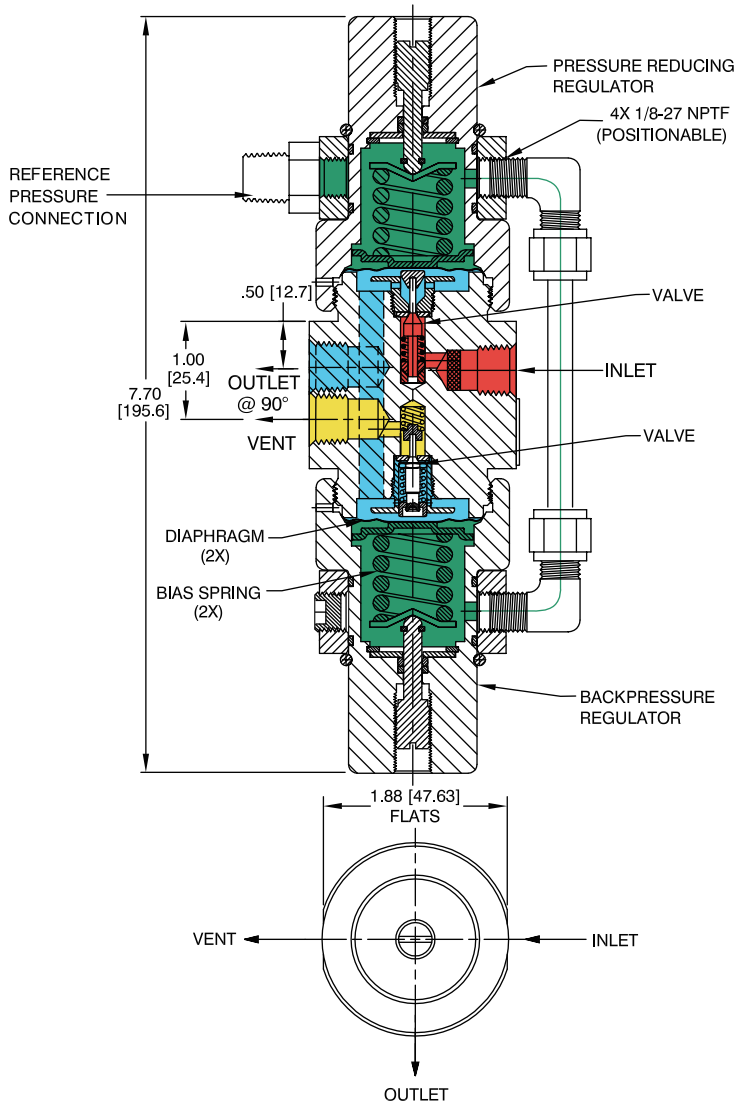 PRESSURE REDUCING
REGULATOR
4X 1/8-27 NPTF
(POSITIONABLE)
REFERENCE
PRESSURE
CONNECTION
.50 [12.7]
VALVE
1.00
[25.4]
7.70
[195.6]
OUTLET
@ 90°
INLET
VENT
VALVE
DIAPHRAGM
(2X)
BIAS SPRING
(2X)
BACKPRESSURE
REGULATOR
1.88 [47.63]
FLATS
VENT
INLET
OUTLET